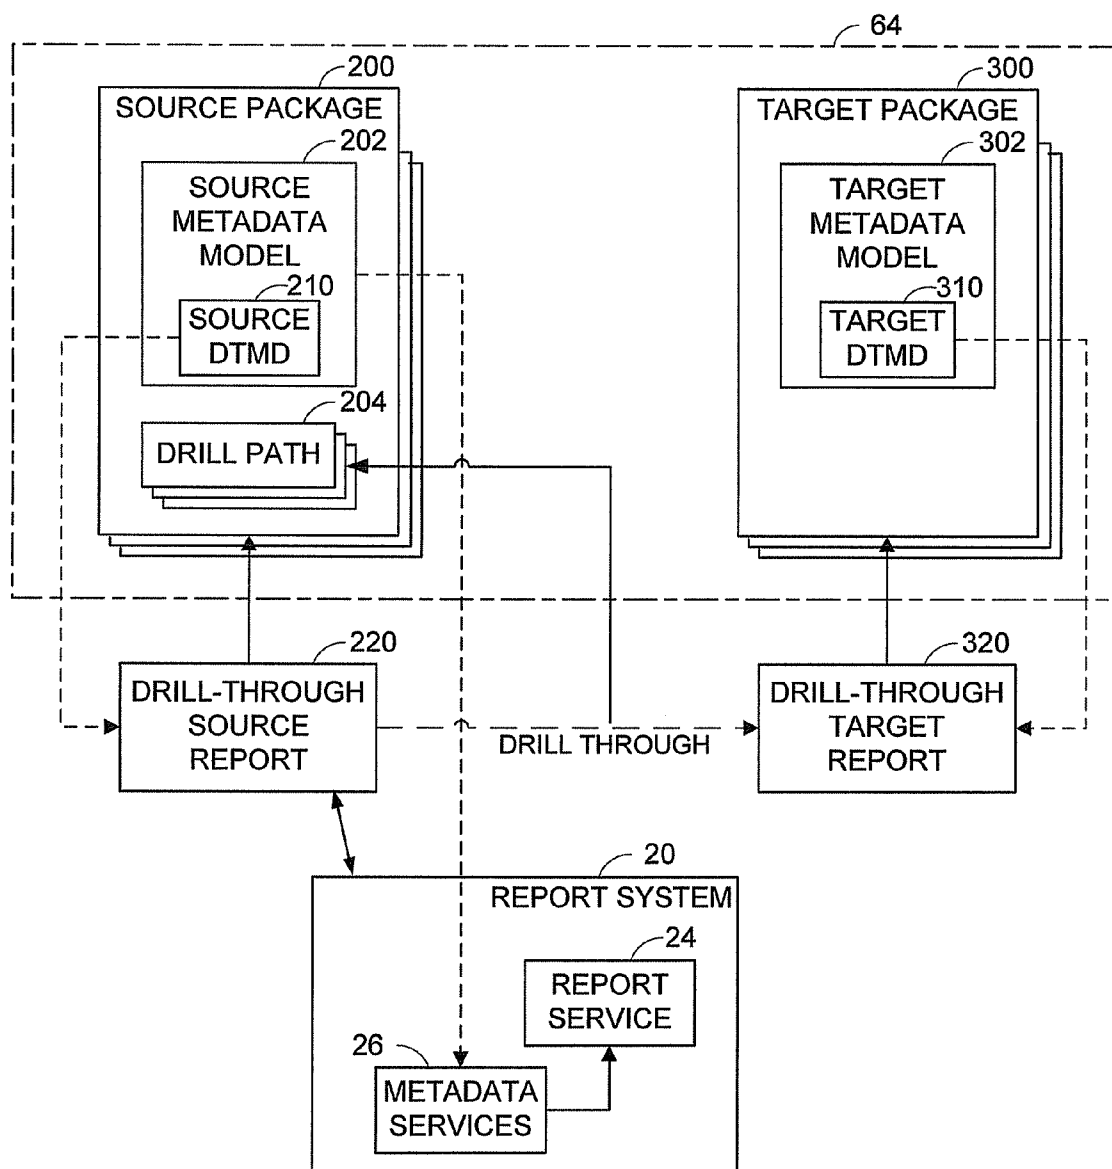 64
200
SOURCE PACKAGE
202
SOURCE
METADATA
MODEL
210
SOURCE
DTMD
204
DRILL PATH
300
TARGET PACKAGE
302
TARGET
METADATA
MODEL
310
TARGET
DTMD
220
DRILL-THROUGH
SOURCE
REPORT
DRILL THROUGH
320
DRILL-THROUGH
TARGET
REPORT
20
REPORT SYSTEM
24
REPORT
SERVICE
26
METADATA
SERVICES